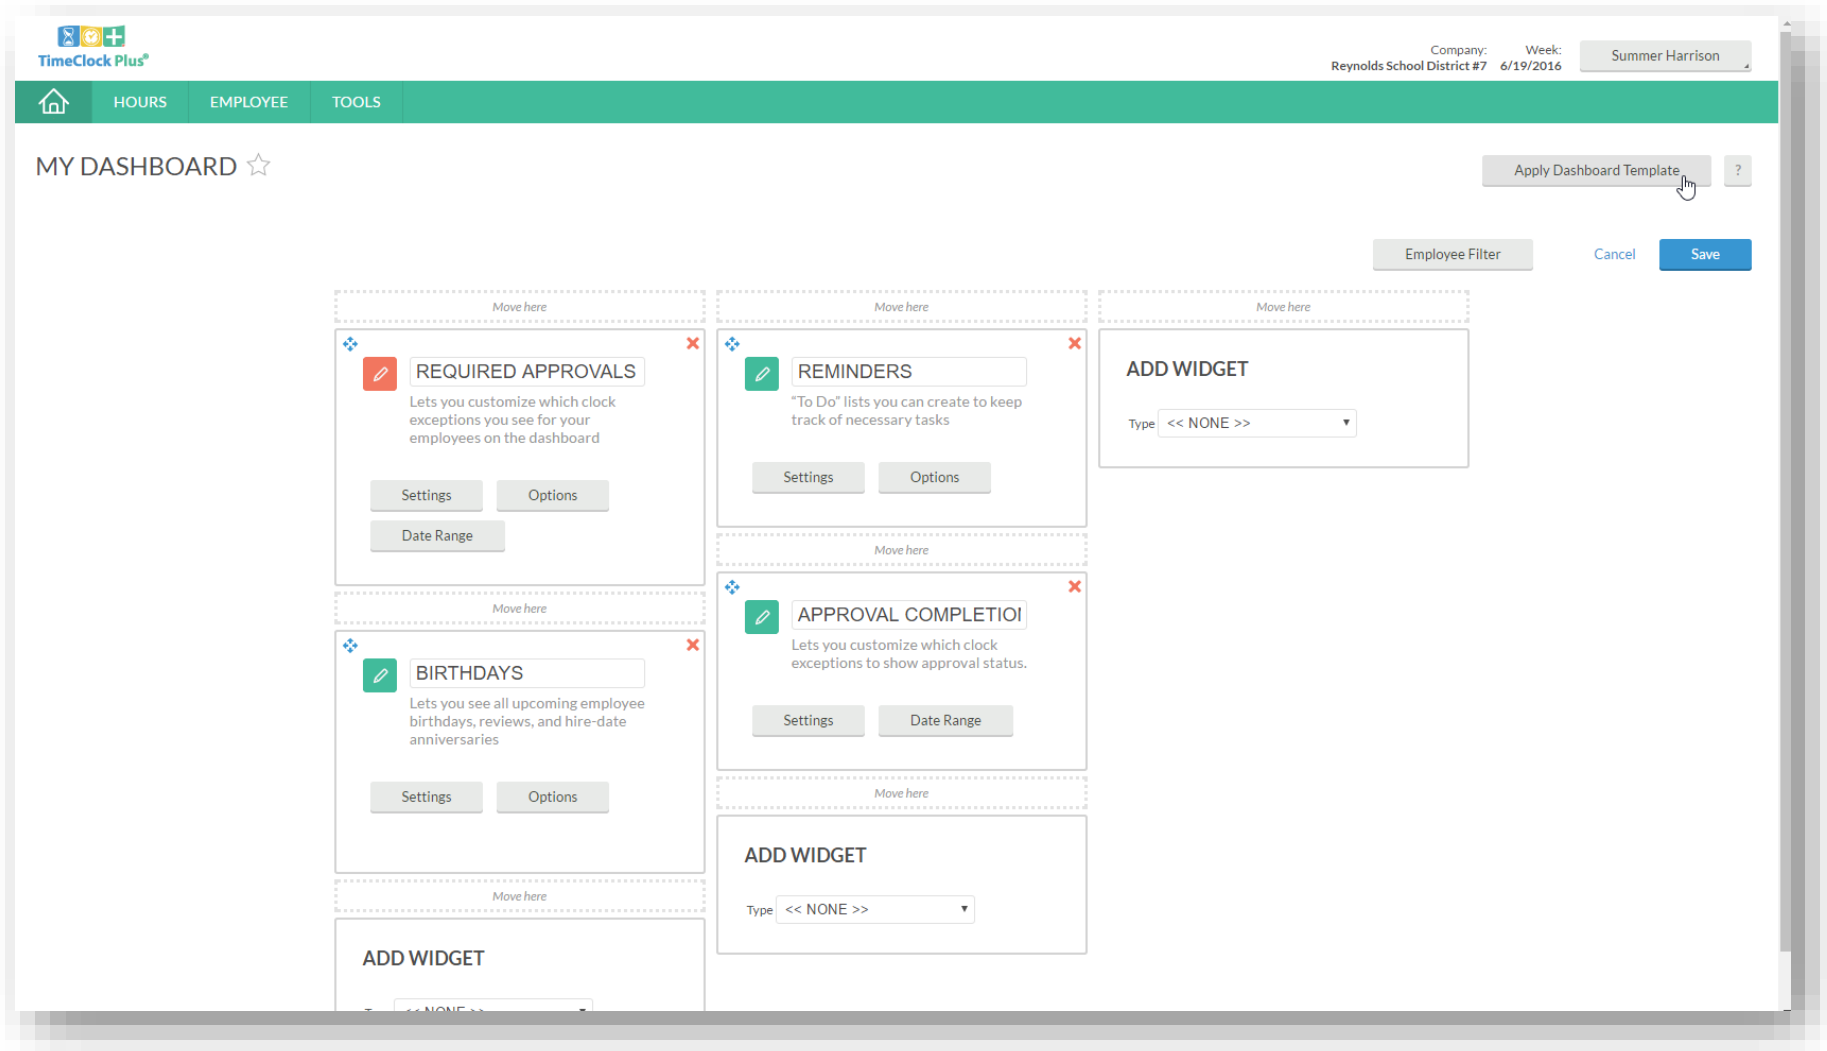 TimeClock Plus®
Company:
Reynolds School District #7
Week:
6/19/2016
Summer Harrison
HOURS
EMPLOYEE
TOOLS
MY DASHBOARD
Apply Dashboard Template
?
Employee Filter
Cancel
Save
Move here
REQUIRED APPROVALS
Lets you customize which clock
exceptions you see for your
employees on the dashboard
Settings
Options
Date Range
Move here
BIRTHDAYS
Lets you see all upcoming employee
birthdays, reviews, and hire-date
anniversaries
Settings
Options
Move here
ADD WIDGET
<< NONE >>
Move here
REMINDERS
“To Do” lists you can create to keep
track of necessary tasks
Settings
Options
Move here
APPROVAL COMPLETIO
Lets you customize which clock
exceptions to show approval status.
Settings
Date Range
Move here
ADD WIDGET
Type << NONE >>
Move here
ADD WIDGET
Type << NONE >>